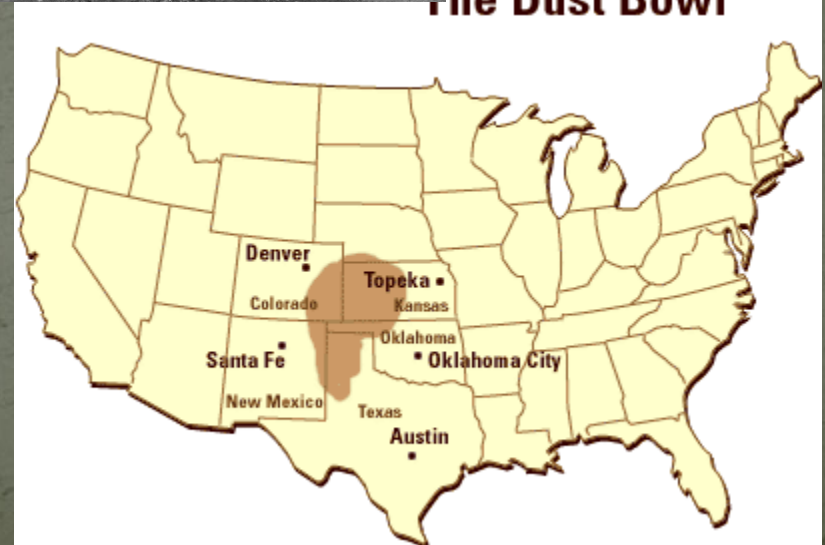 The Dust Bowl
Denver
Topeka
Colorado
Kansas
Oklahoma
Santa Fe
Oklahoma City
New Mexico
Texas
Austin